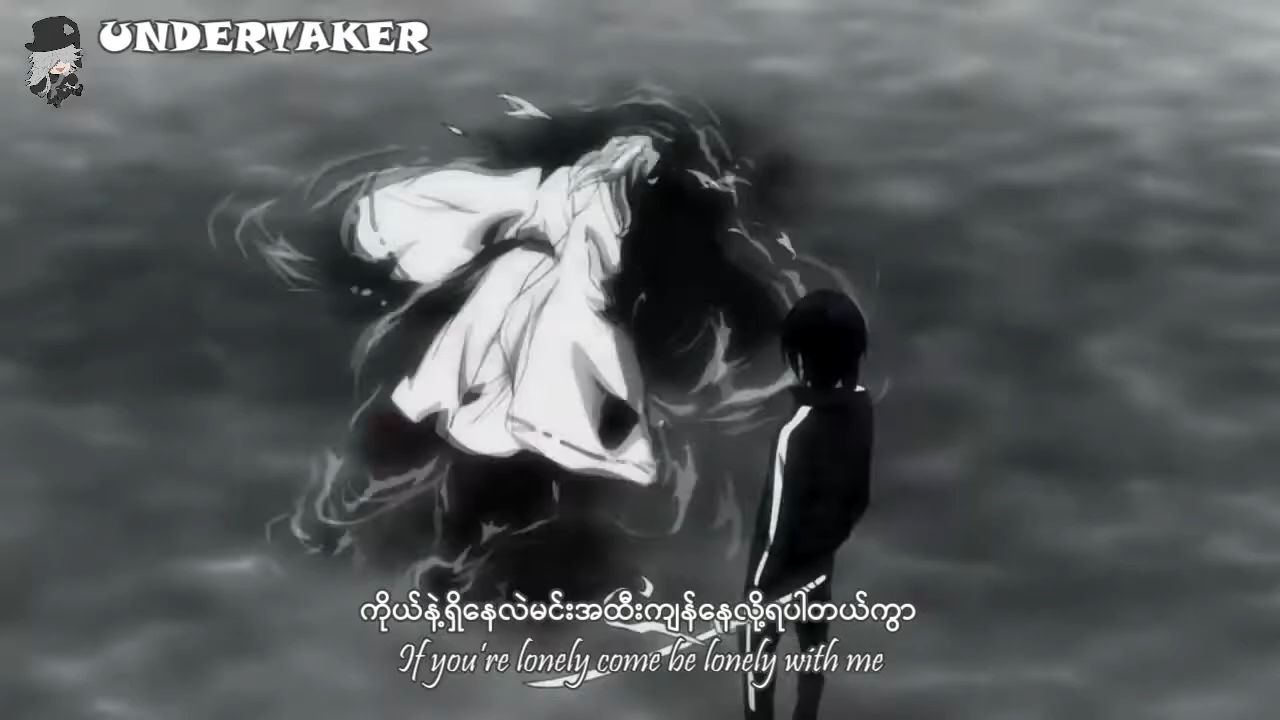 UNDERTAKER
ကိုယ်နဲ့ရှိနေလဲမင်းအထီးကျန်နေလို့ရပါတယ်ကွာ
If you're lonely come be lonely with me